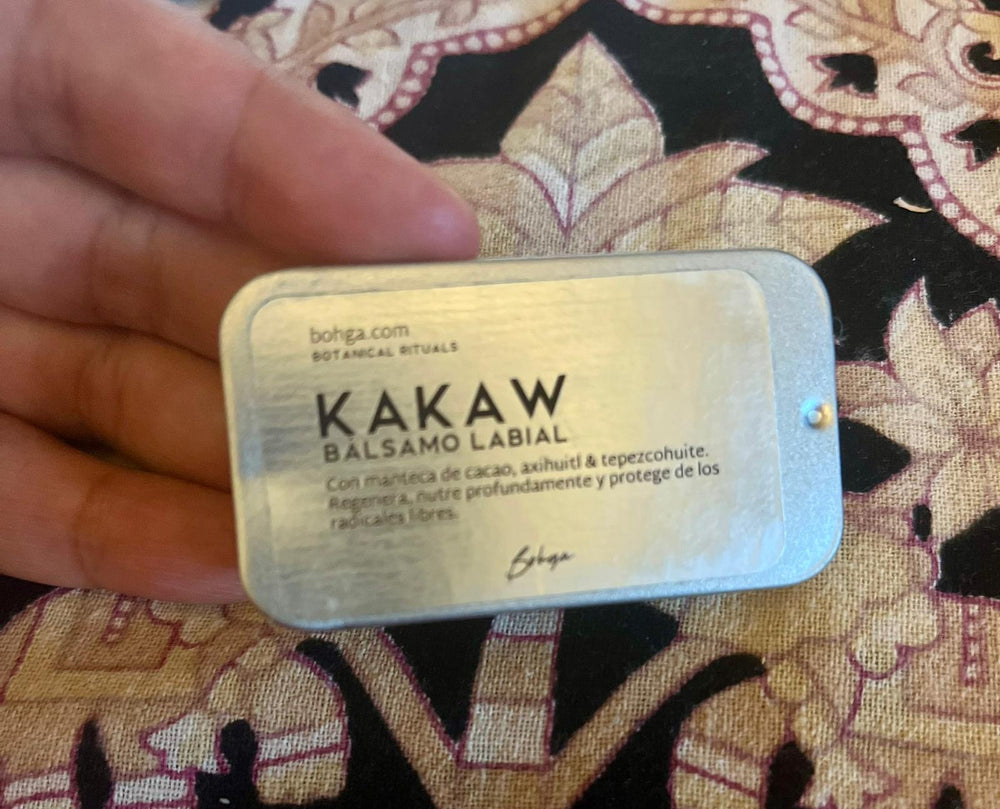 bohga.com
BOTANICAL RITUALS
KAKAW
BÁLSAMO LABIAL
Con manteca de cacao, axihuitl & tepezcohuite.
Regenera, nutre profundamente y protege de los
radicales libres.
Bohga